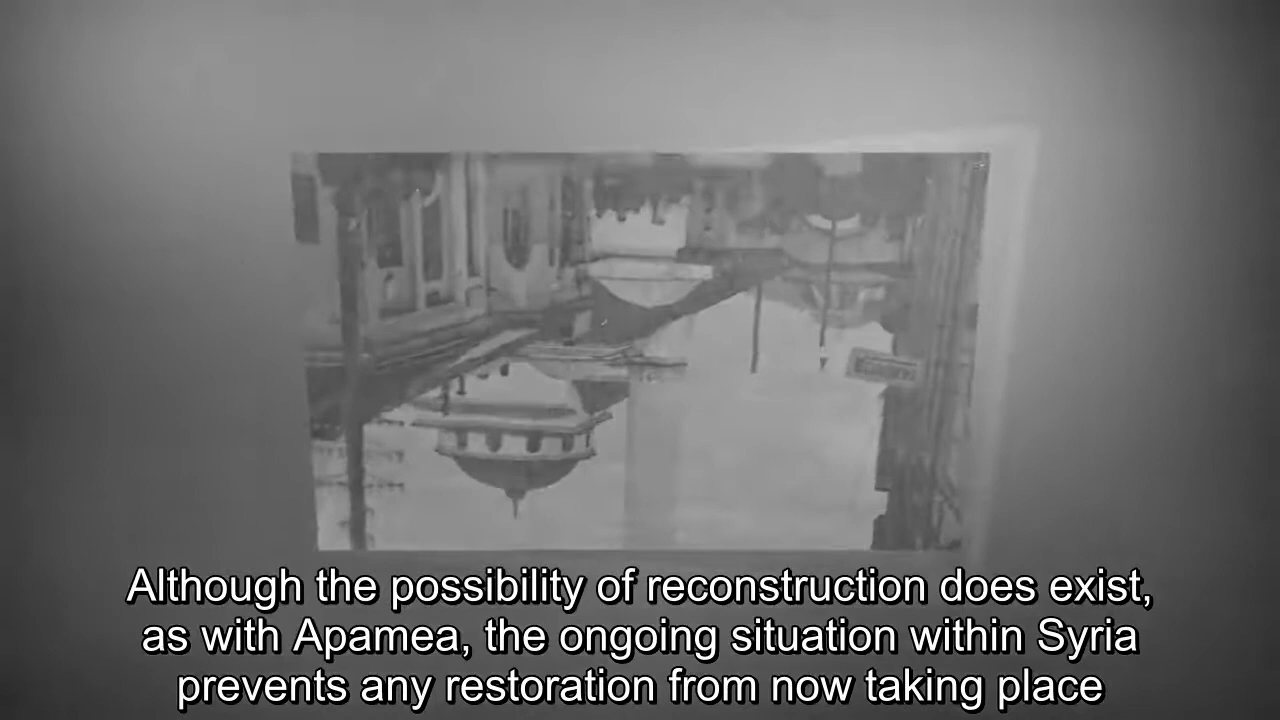 Although the possibility of reconstruction does exist,
as with Apamea, the ongoing situation within Syria
prevents any restoration from now taking place